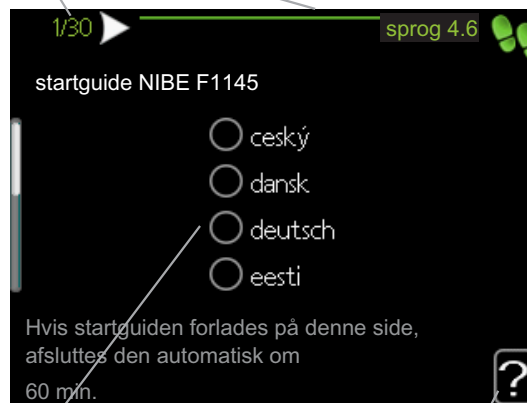 1/30
sprog 4.6
startguide NIBE F1145
ceský
dansk
deutsch
eesti
Hvis startguiden forlades på denne side,
afsluttes den automatisk om
60 min.
?